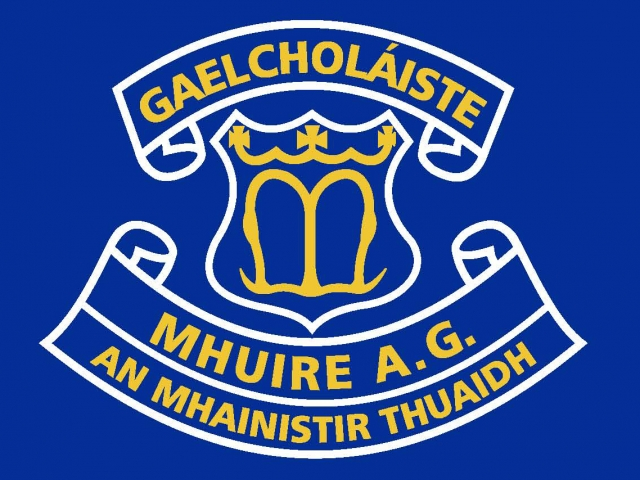 GAELCHOLÁISTE
MHUIRE A.G.
AN MHAINISTIR THUAIDH